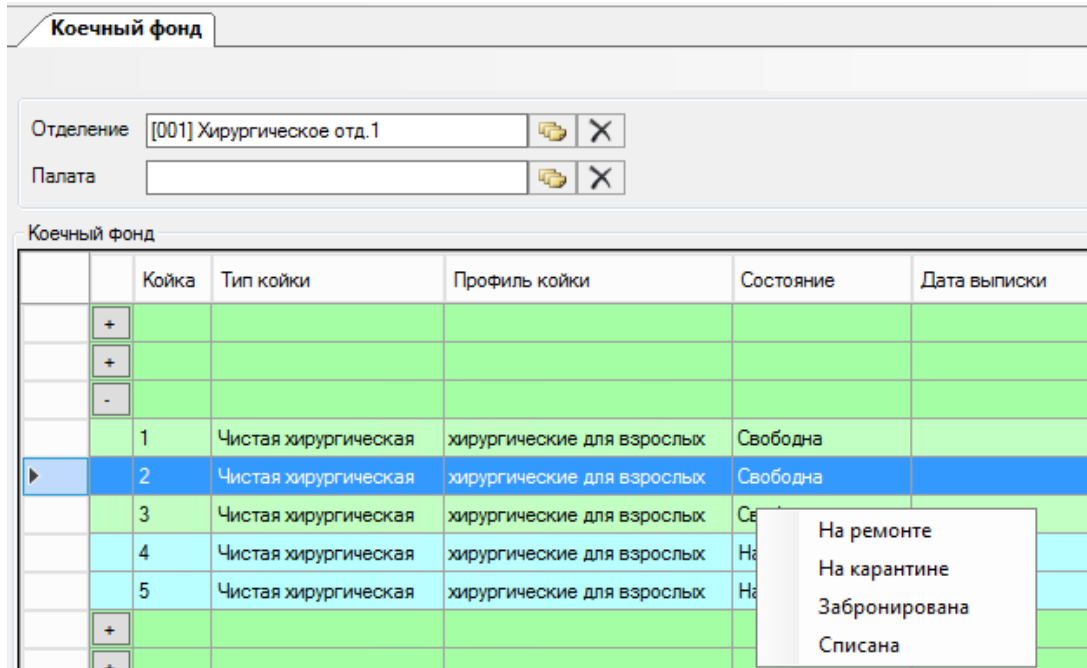 Коечный фонд
Отделение [001] Хирургическое отд.1
Палата
Коечный фонд
Койка Тип койки Профиль койки Состояние Дата выписки
+
+
-
1 Чистая хирургическая хирургические для взрослых Свободна
2 Чистая хирургическая хирургические для взрослых Свободна
3 Чистая хирургическая хирургические для взрослых
4 Чистая хирургическая хирургические для взрослых На
5 Чистая хирургическая хирургические для взрослых На
+
+
На ремонте
На карантине
Забронирована
Списана